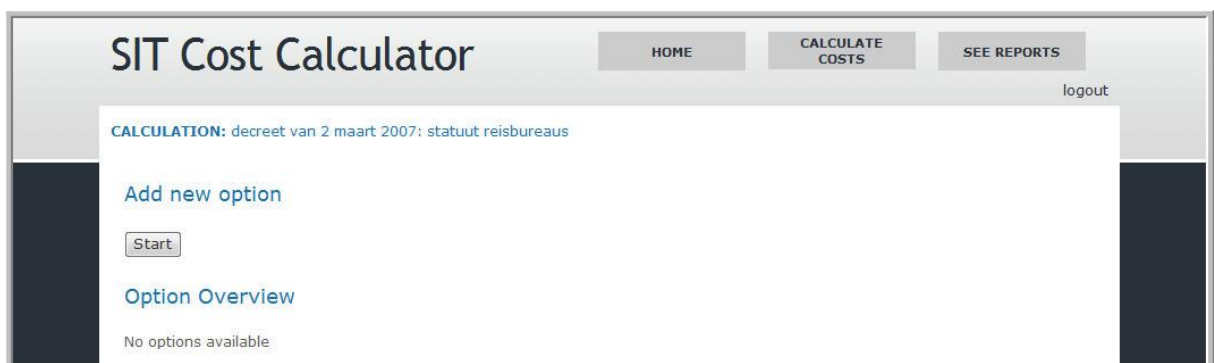 SIT Cost Calculator
HOME
CALCULATE
COSTS
SEE REPORTS
logout
CALCULATION: decreet van 2 maart 2007: statuut reisbureaus
Add new option
Start
Option Overview
No options available